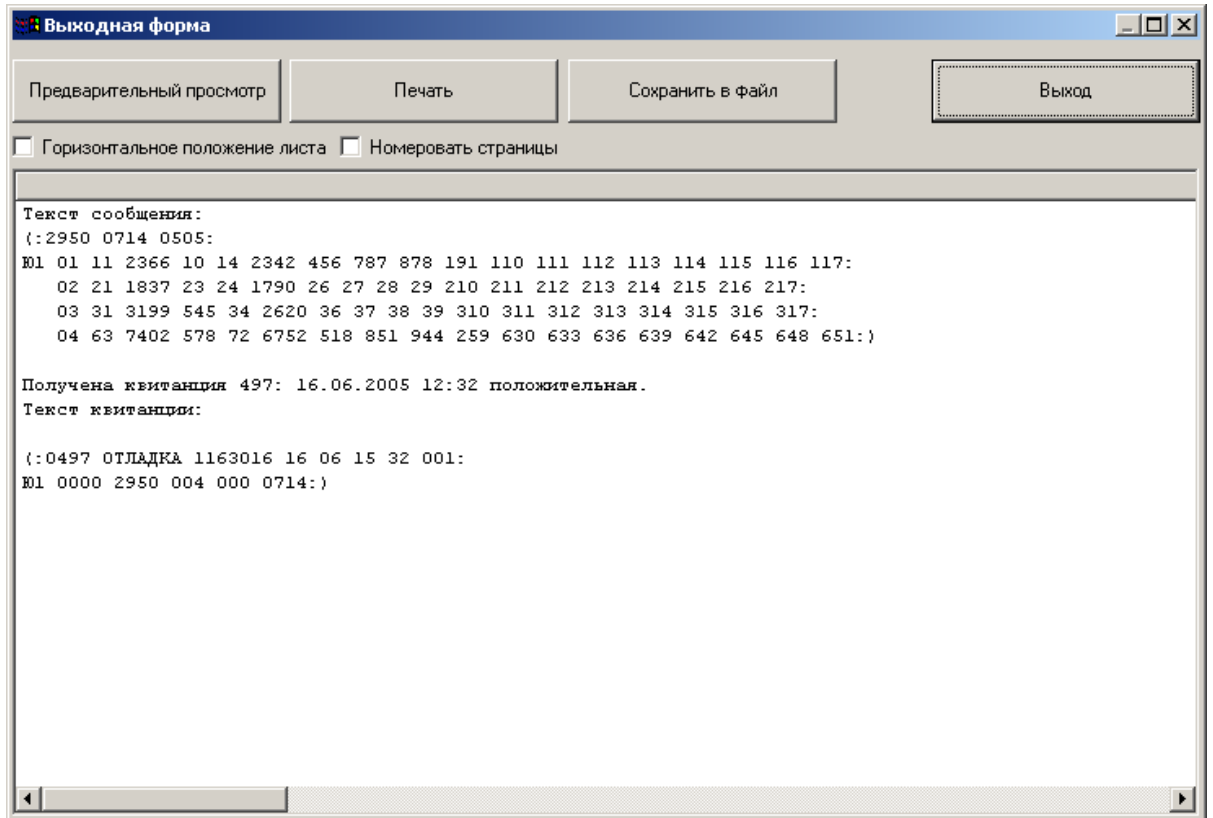 Выходная форма
Предварительный просмотр Печать Сохранить в файл Выход
Горизонтальное положение листа Номеровать страницы
Текст сообщения:
(:2950 0714 0505:
Ю1 01 11 2366 10 14 2342 456 787 878 191 110 111 112 113 114 115 116 117:
02 21 1837 23 24 1790 26 27 28 29 210 211 212 213 214 215 216 217:
03 31 3199 545 34 2620 36 37 38 39 310 311 312 313 314 315 316 317:
04 63 7402 578 72 6752 518 851 944 259 630 633 636 639 642 645 648 651:)
Получена квитанция 497: 16.06.2005 12:32 положительная.
Текст квитанции:
(:0497 ОТЛАДКА 1163016 16 06 15 32 001:
Ю1 0000 2950 004 000 0714:)